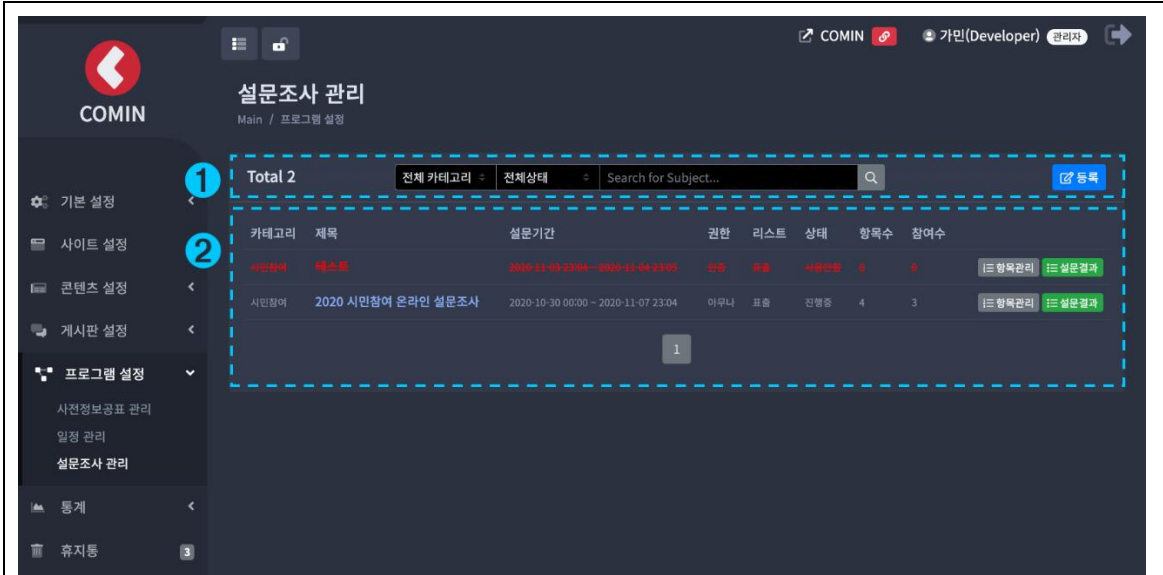 COMIN 가민(Developer) 관리자
COMIN
설문조사 관리
Main / 프로그램 설정
1 Total 2 전체 카테고리 전체상태 Search for Subject... 등록
기본 설정
사이트 설정
콘텐츠 설정
게시판 설정
프로그램 설정
사전정보공표 관리
일정 관리
설문조사 관리
통계
휴지통 3
2
카테고리 제목 설문기간 권한 리스트 상태 항목수 참여수
시민참여 테스트 2020-11-03 23:04 ~ 2020-11-04 23:05 표출 사용안함 항목관리 설문결과
시민참여 2020 시민참여 온라인 설문조사 2020-10-30 00:00 ~ 2020-11-07 23:04 아무나 표출 진행중 4 3 항목관리 설문결과
1